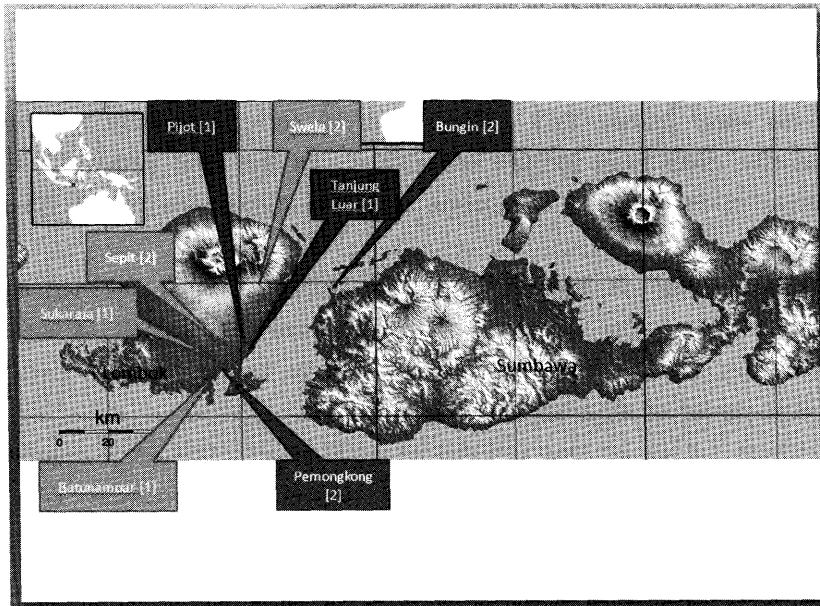 Pijot [1]
Swela [2]
Bungin [2]
Tanjung
Luar [1]
Sepit [2]
Sukaraja [1]
Lombok
Sumbawa
km
0 20
Batunampar [1]
Pemongkong
[2]